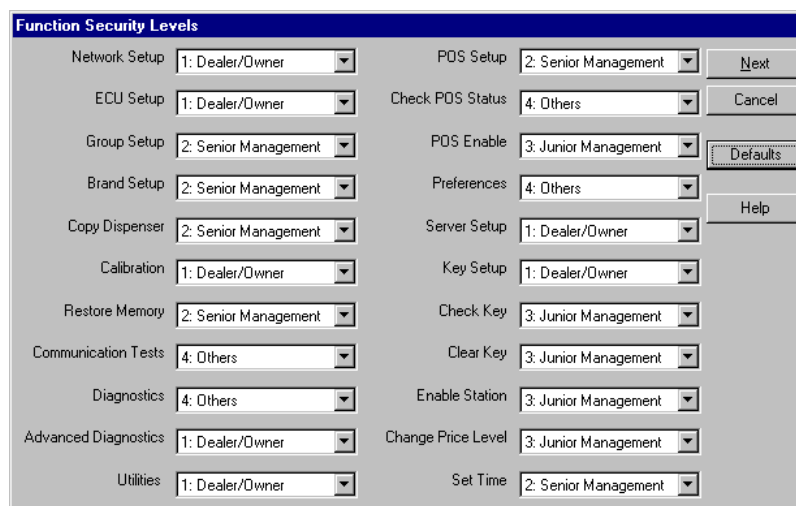 Function Security Levels
Network Setup 1: Dealer/Owner POS Setup 2: Senior Management Next
ECU Setup 1: Dealer/Owner Check POS Status 4: Others Cancel
Group Setup 2: Senior Management POS Enable 3: Junior Management Defaults
Brand Setup 2: Senior Management Preferences 4: Others Help
Copy Dispenser 2: Senior Management Server Setup 1: Dealer/Owner
Calibration 1: Dealer/Owner Key Setup 1: Dealer/Owner
Restore Memory 2: Senior Management Check Key 3: Junior Management
Communication Tests 4: Others Clear Key 3: Junior Management
Diagnostics 4: Others Enable Station 3: Junior Management
Advanced Diagnostics 1: Dealer/Owner Change Price Level 3: Junior Management
Utilities 1: Dealer/Owner Set Time 2: Senior Management